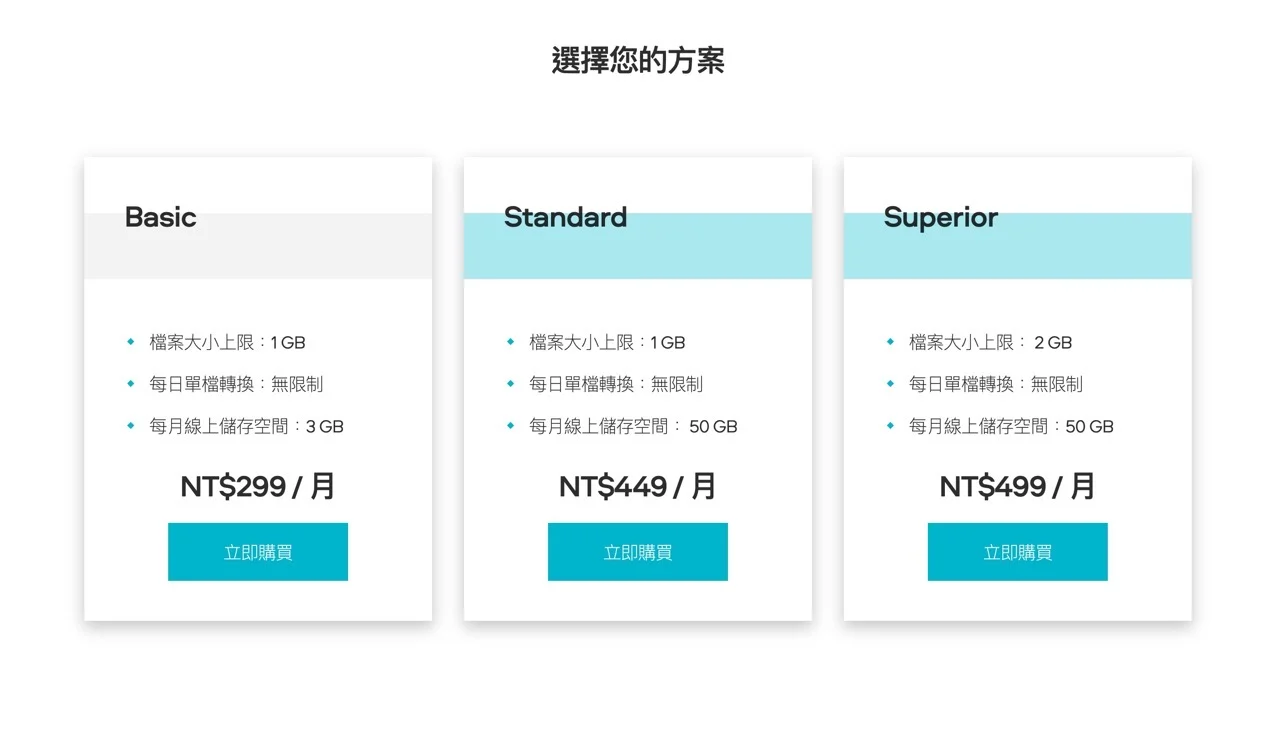 選擇您的方案
Basic
檔案大小上限：1 GB
每日單檔轉換：無限制
每月線上儲存空間：3 GB
NT$299 / 月
立即購買
Standard
檔案大小上限：1 GB
每日單檔轉換：無限制
每月線上儲存空間： 50 GB
NT$449 / 月
立即購買
Superior
檔案大小上限： 2 GB
每日單檔轉換：無限制
每月線上儲存空間：50 GB
NT$499 / 月
立即購買